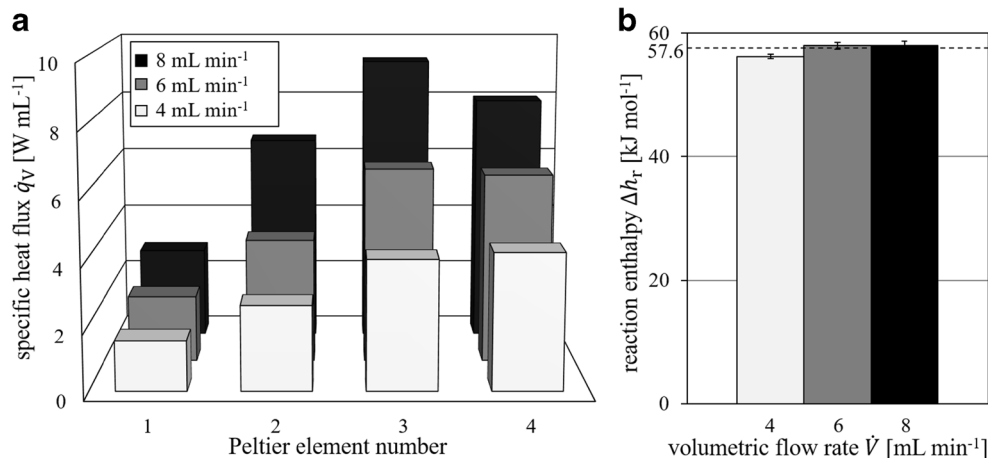 a
specific heat flux q̇V [W mL-1]
10
8
6
4
2
0
8 mL min-1
6 mL min-1
4 mL min-1
1 2 3 4
Peltier element number
b
reaction enthalpy Δhr [kJ mol-1]
60
57.6
40
20
0
4 6 8
volumetric flow rate V̇ [mL min-1]